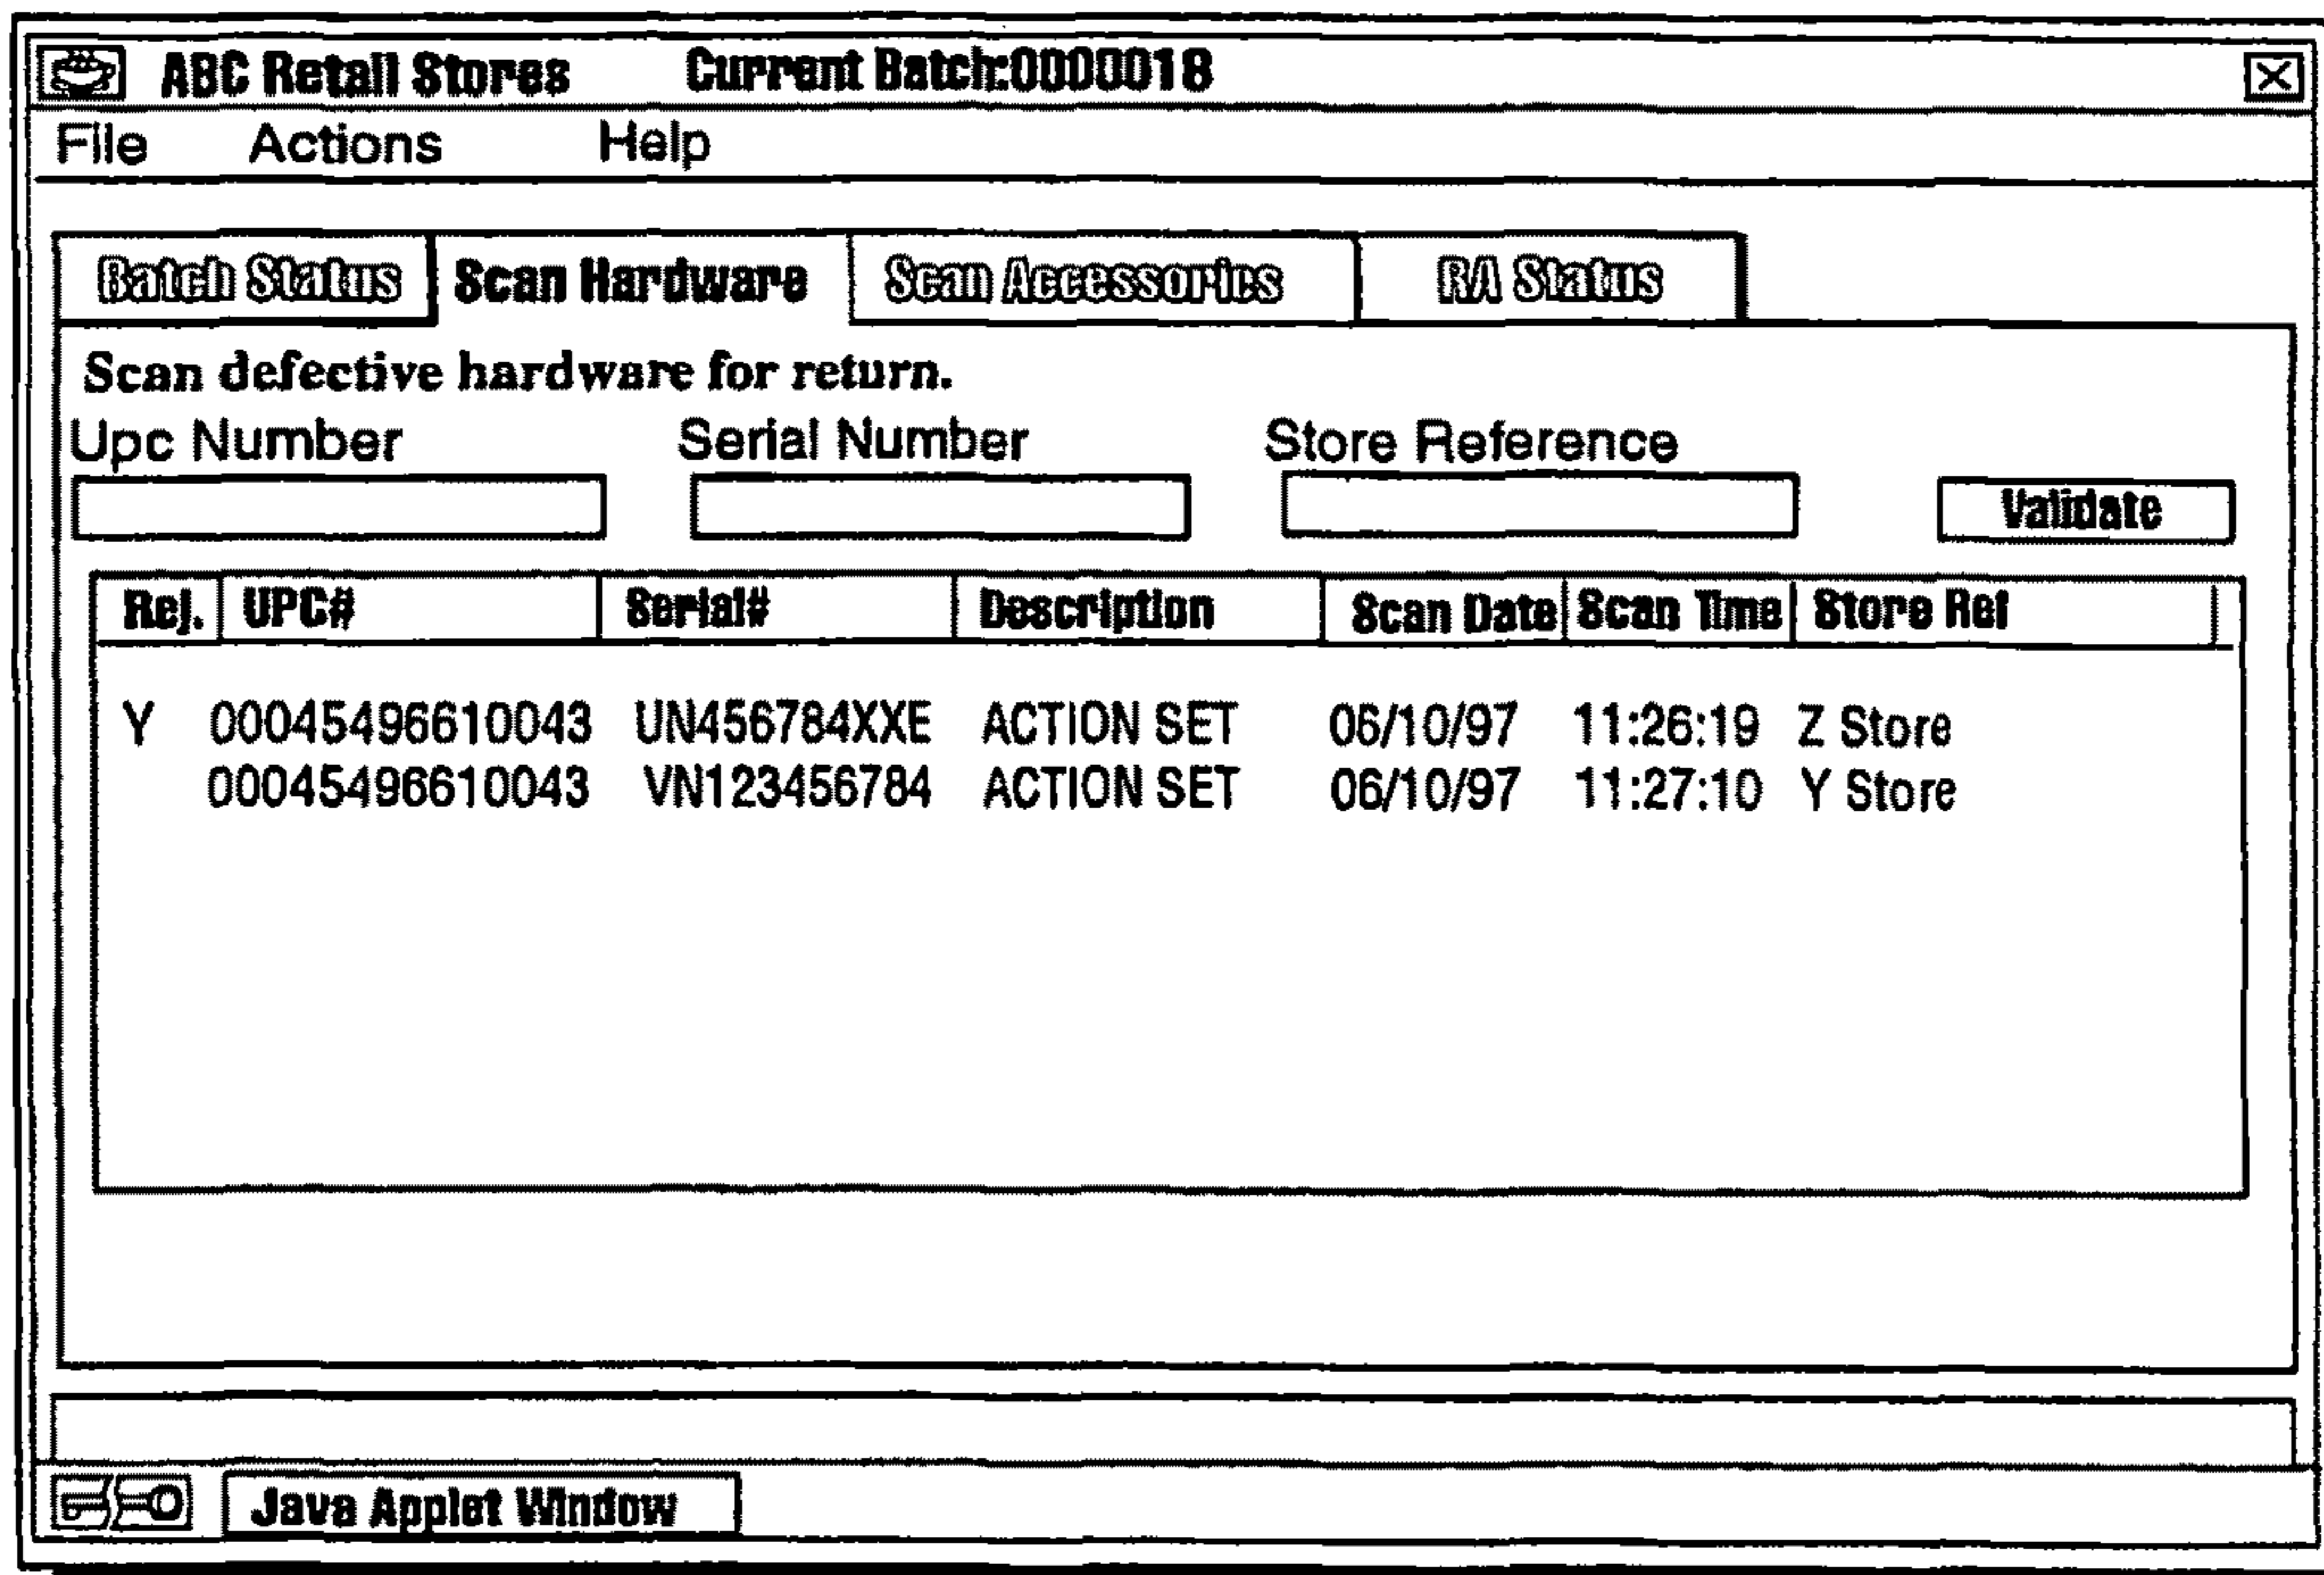 ABC Retail Stores Current Batch:0000018
File Actions Help
Batch Status Scan Hardware Scan Accessories RA Status
Scan defective hardware for return.
Upc Number Serial Number Store Reference
Validate
Rej. UPC# Serial# Description Scan Date Scan Time Store Ref
Y 00045496610043 UN456784XXE ACTION SET 06/10/97 11:26:19 Z Store
00045496610043 VN123456784 ACTION SET 06/10/97 11:27:10 Y Store
Java Applet Window